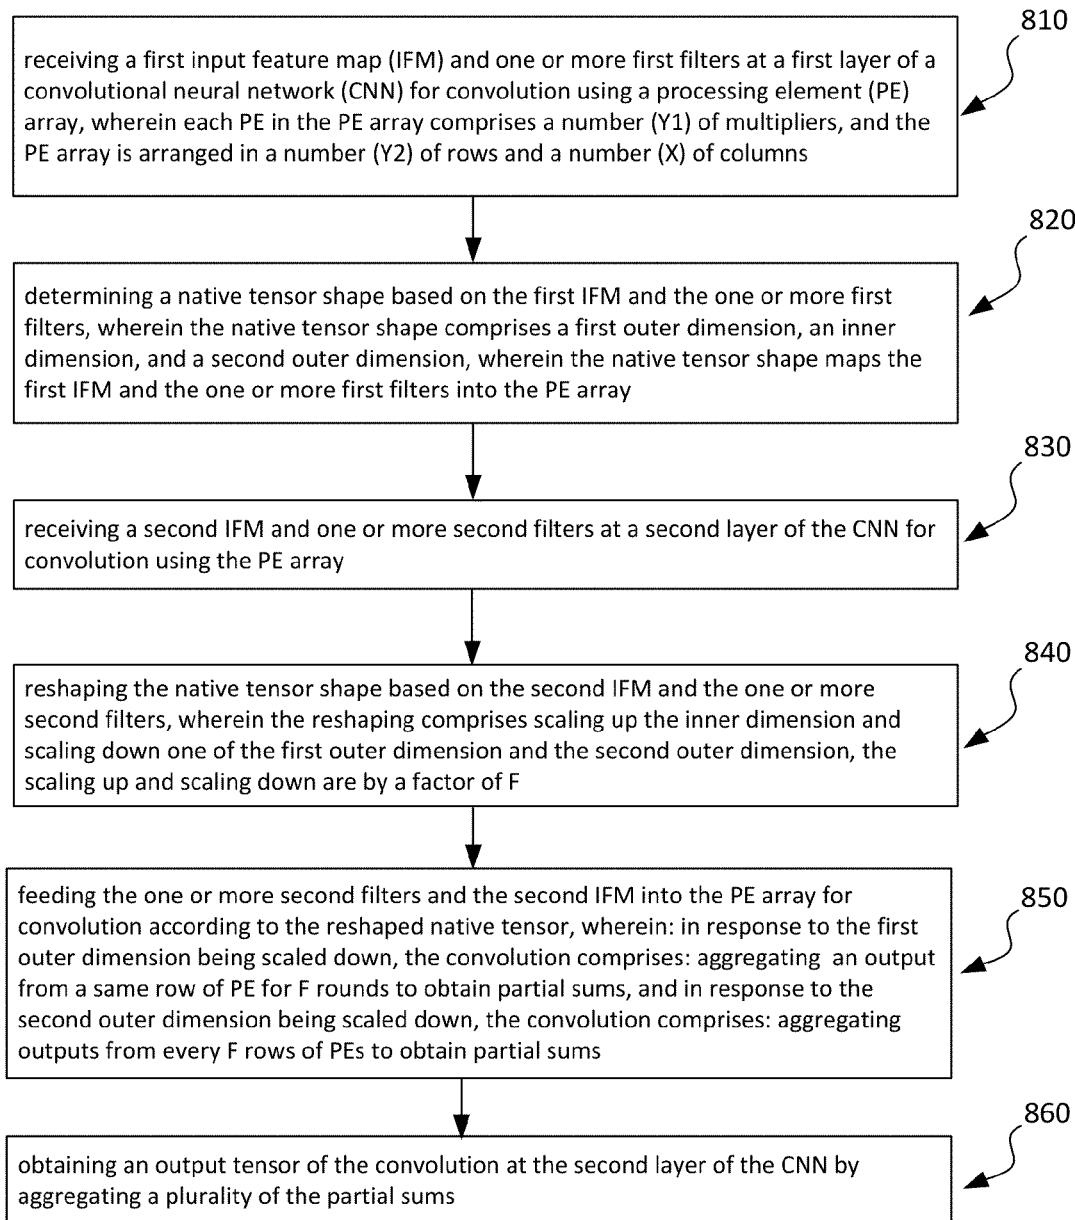 810
receiving a first input feature map (IFM) and one or more first filters at a first layer of a
convolutional neural network (CNN) for convolution using a processing element (PE)
array, wherein each PE in the PE array comprises a number (Y1) of multipliers, and the
PE array is arranged in a number (Y2) of rows and a number (X) of columns
820
determining a native tensor shape based on the first IFM and the one or more first
filters, wherein the native tensor shape comprises a first outer dimension, an inner
dimension, and a second outer dimension, wherein the native tensor shape maps the
first IFM and the one or more first filters into the PE array
830
receiving a second IFM and one or more second filters at a second layer of the CNN for
convolution using the PE array
840
reshaping the native tensor shape based on the second IFM and the one or more
second filters, wherein the reshaping comprises scaling up the inner dimension and
scaling down one of the first outer dimension and the second outer dimension, the
scaling up and scaling down are by a factor of F
850
feeding the one or more second filters and the second IFM into the PE array for
convolution according to the reshaped native tensor, wherein: in response to the first
outer dimension being scaled down, the convolution comprises: aggregating an output
from a same row of PE for F rounds to obtain partial sums, and in response to the
second outer dimension being scaled down, the convolution comprises: aggregating
outputs from every F rows of PEs to obtain partial sums
860
obtaining an output tensor of the convolution at the second layer of the CNN by
aggregating a plurality of the partial sums